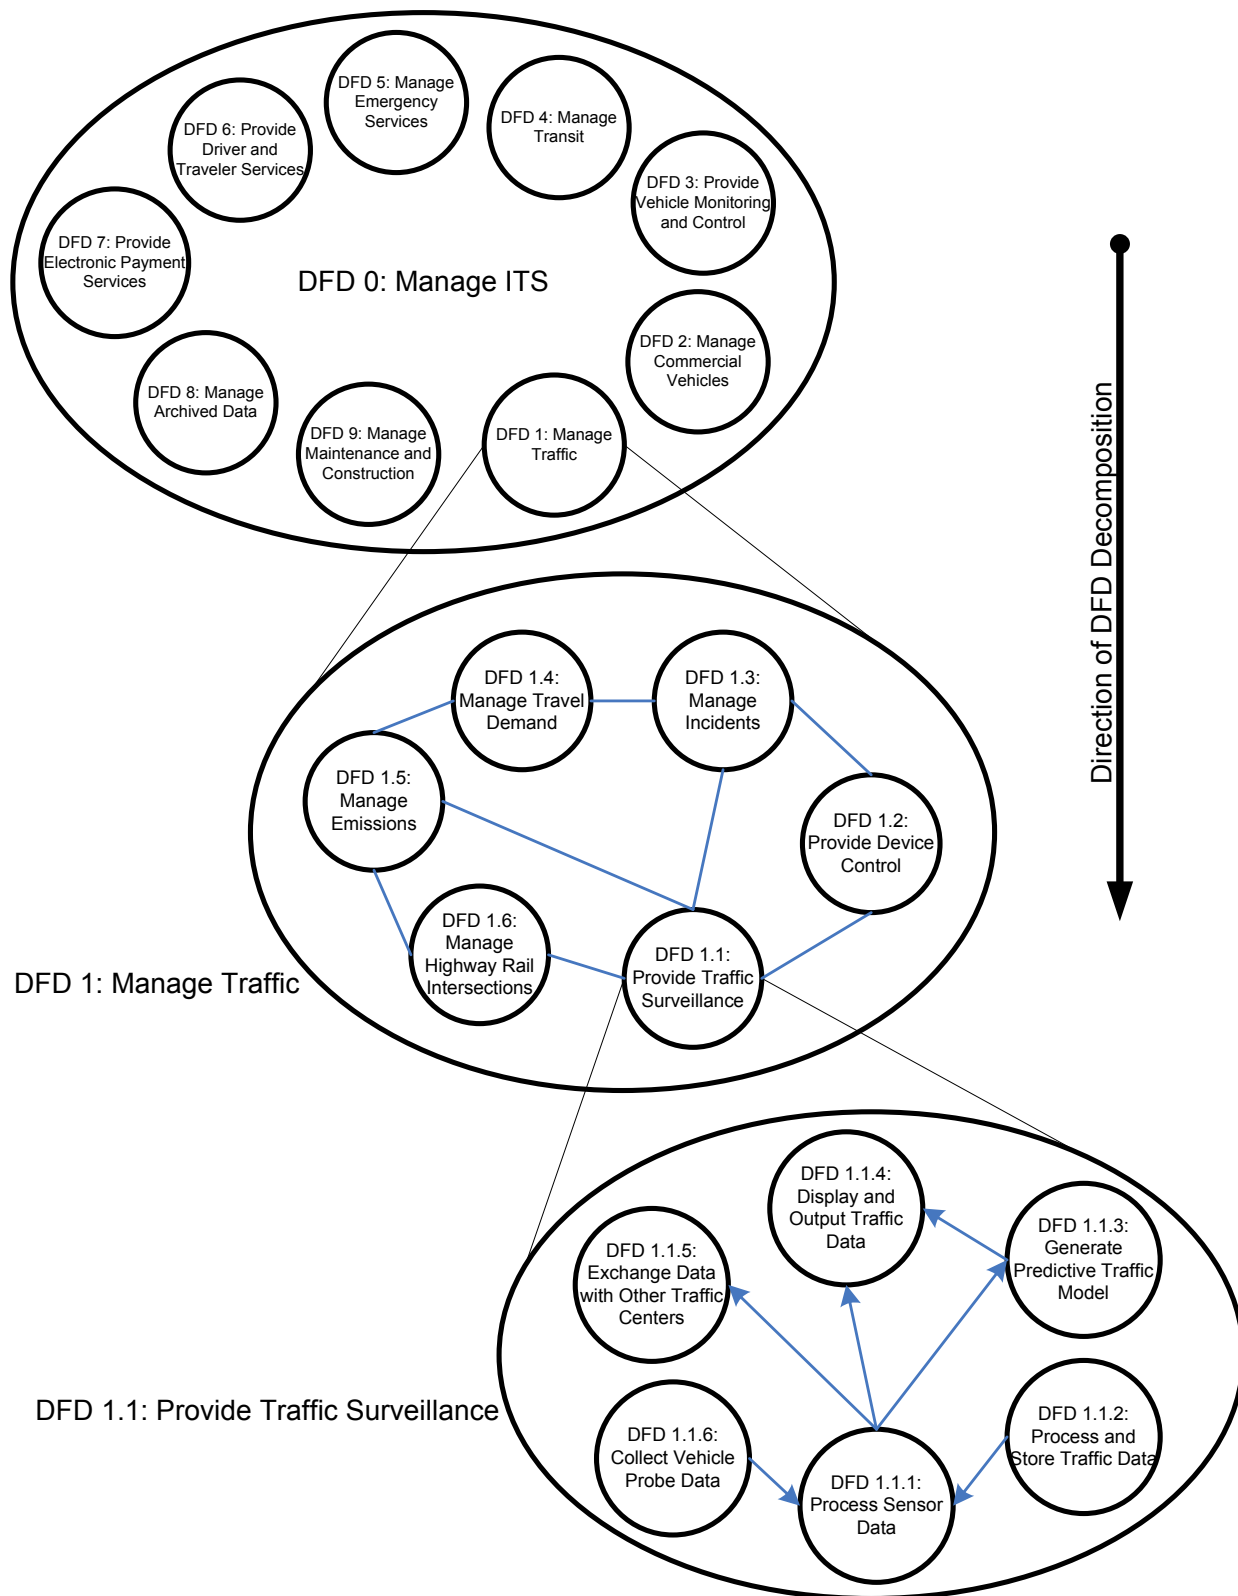 DFD 5: Manage
Emergency
Services
DFD 4: Manage
Transit
DFD 6: Provide
Driver and
Traveler Services
DFD 3: Provide
Vehicle Monitoring
and Control
DFD 7: Provide
Electronic Payment
Services
DFD 0: Manage ITS
DFD 2: Manage
Commercial
Vehicles
DFD 8: Manage
Archived Data
DFD 9: Manage
Maintenance and
Construction
DFD 1: Manage
Traffic
Direction of DFD Decomposition
DFD 1.4:
Manage Travel
Demand
DFD 1.3:
Manage
Incidents
DFD 1.5:
Manage
Emissions
DFD 1.2:
Provide Device
Control
DFD 1.6:
Manage
Highway Rail
Intersections
DFD 1.1:
Provide Traffic
Surveillance
DFD 1: Manage Traffic
DFD 1.1.4:
Display and
Output Traffic
Data
DFD 1.1.3:
Generate
Predictive Traffic
Model
DFD 1.1.5:
Exchange Data
with Other Traffic
Centers
DFD 1.1: Provide Traffic Surveillance
DFD 1.1.6:
Collect Vehicle
Probe Data
DFD 1.1.2:
Process and
Store Traffic Data
DFD 1.1.1:
Process Sensor
Data